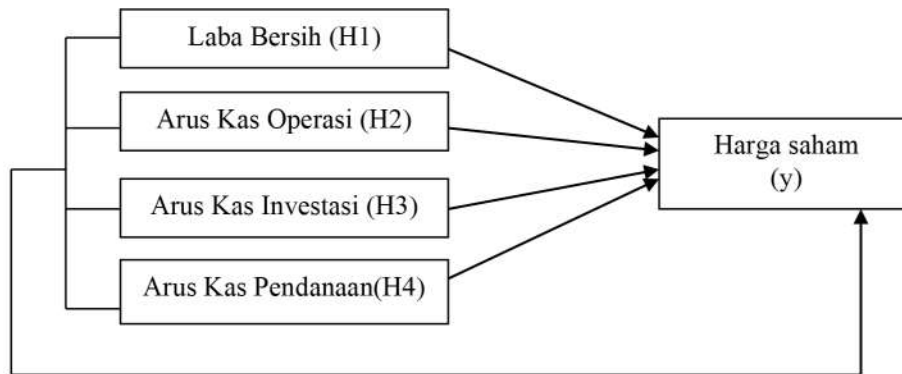 Laba Bersih (H1)
Arus Kas Operasi (H2)
Arus Kas Investasi (H3)
Arus Kas Pendanaan(H4)
Harga saham
(y)